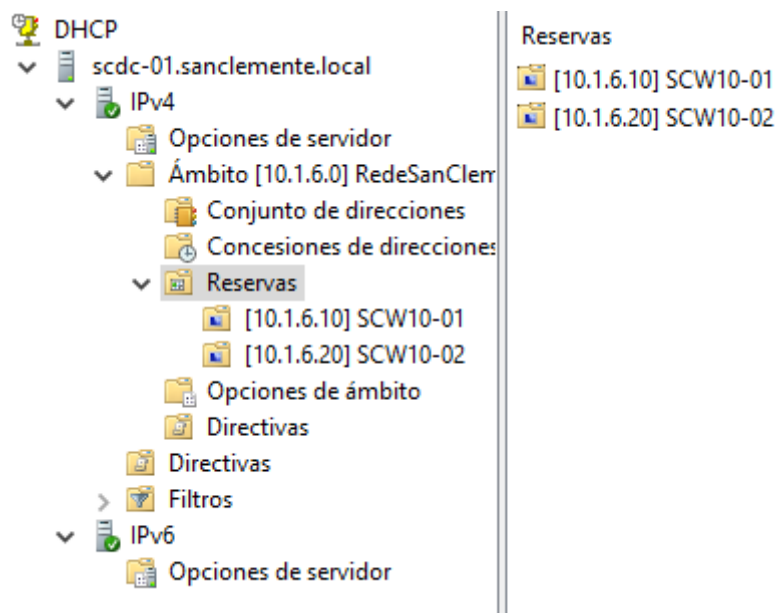 DHCP
scdc-01.sanclemente.local
IPv4
Opciones de servidor
Ámbito [10.1.6.0] RedeSanClem
Conjunto de direcciones
Concesiones de direcciones
Reservas
[10.1.6.10] SCW10-01
[10.1.6.20] SCW10-02
Opciones de ámbito
Directivas
Directivas
Filtros
IPv6
Opciones de servidor
Reservas
[10.1.6.10] SCW10-01
[10.1.6.20] SCW10-02